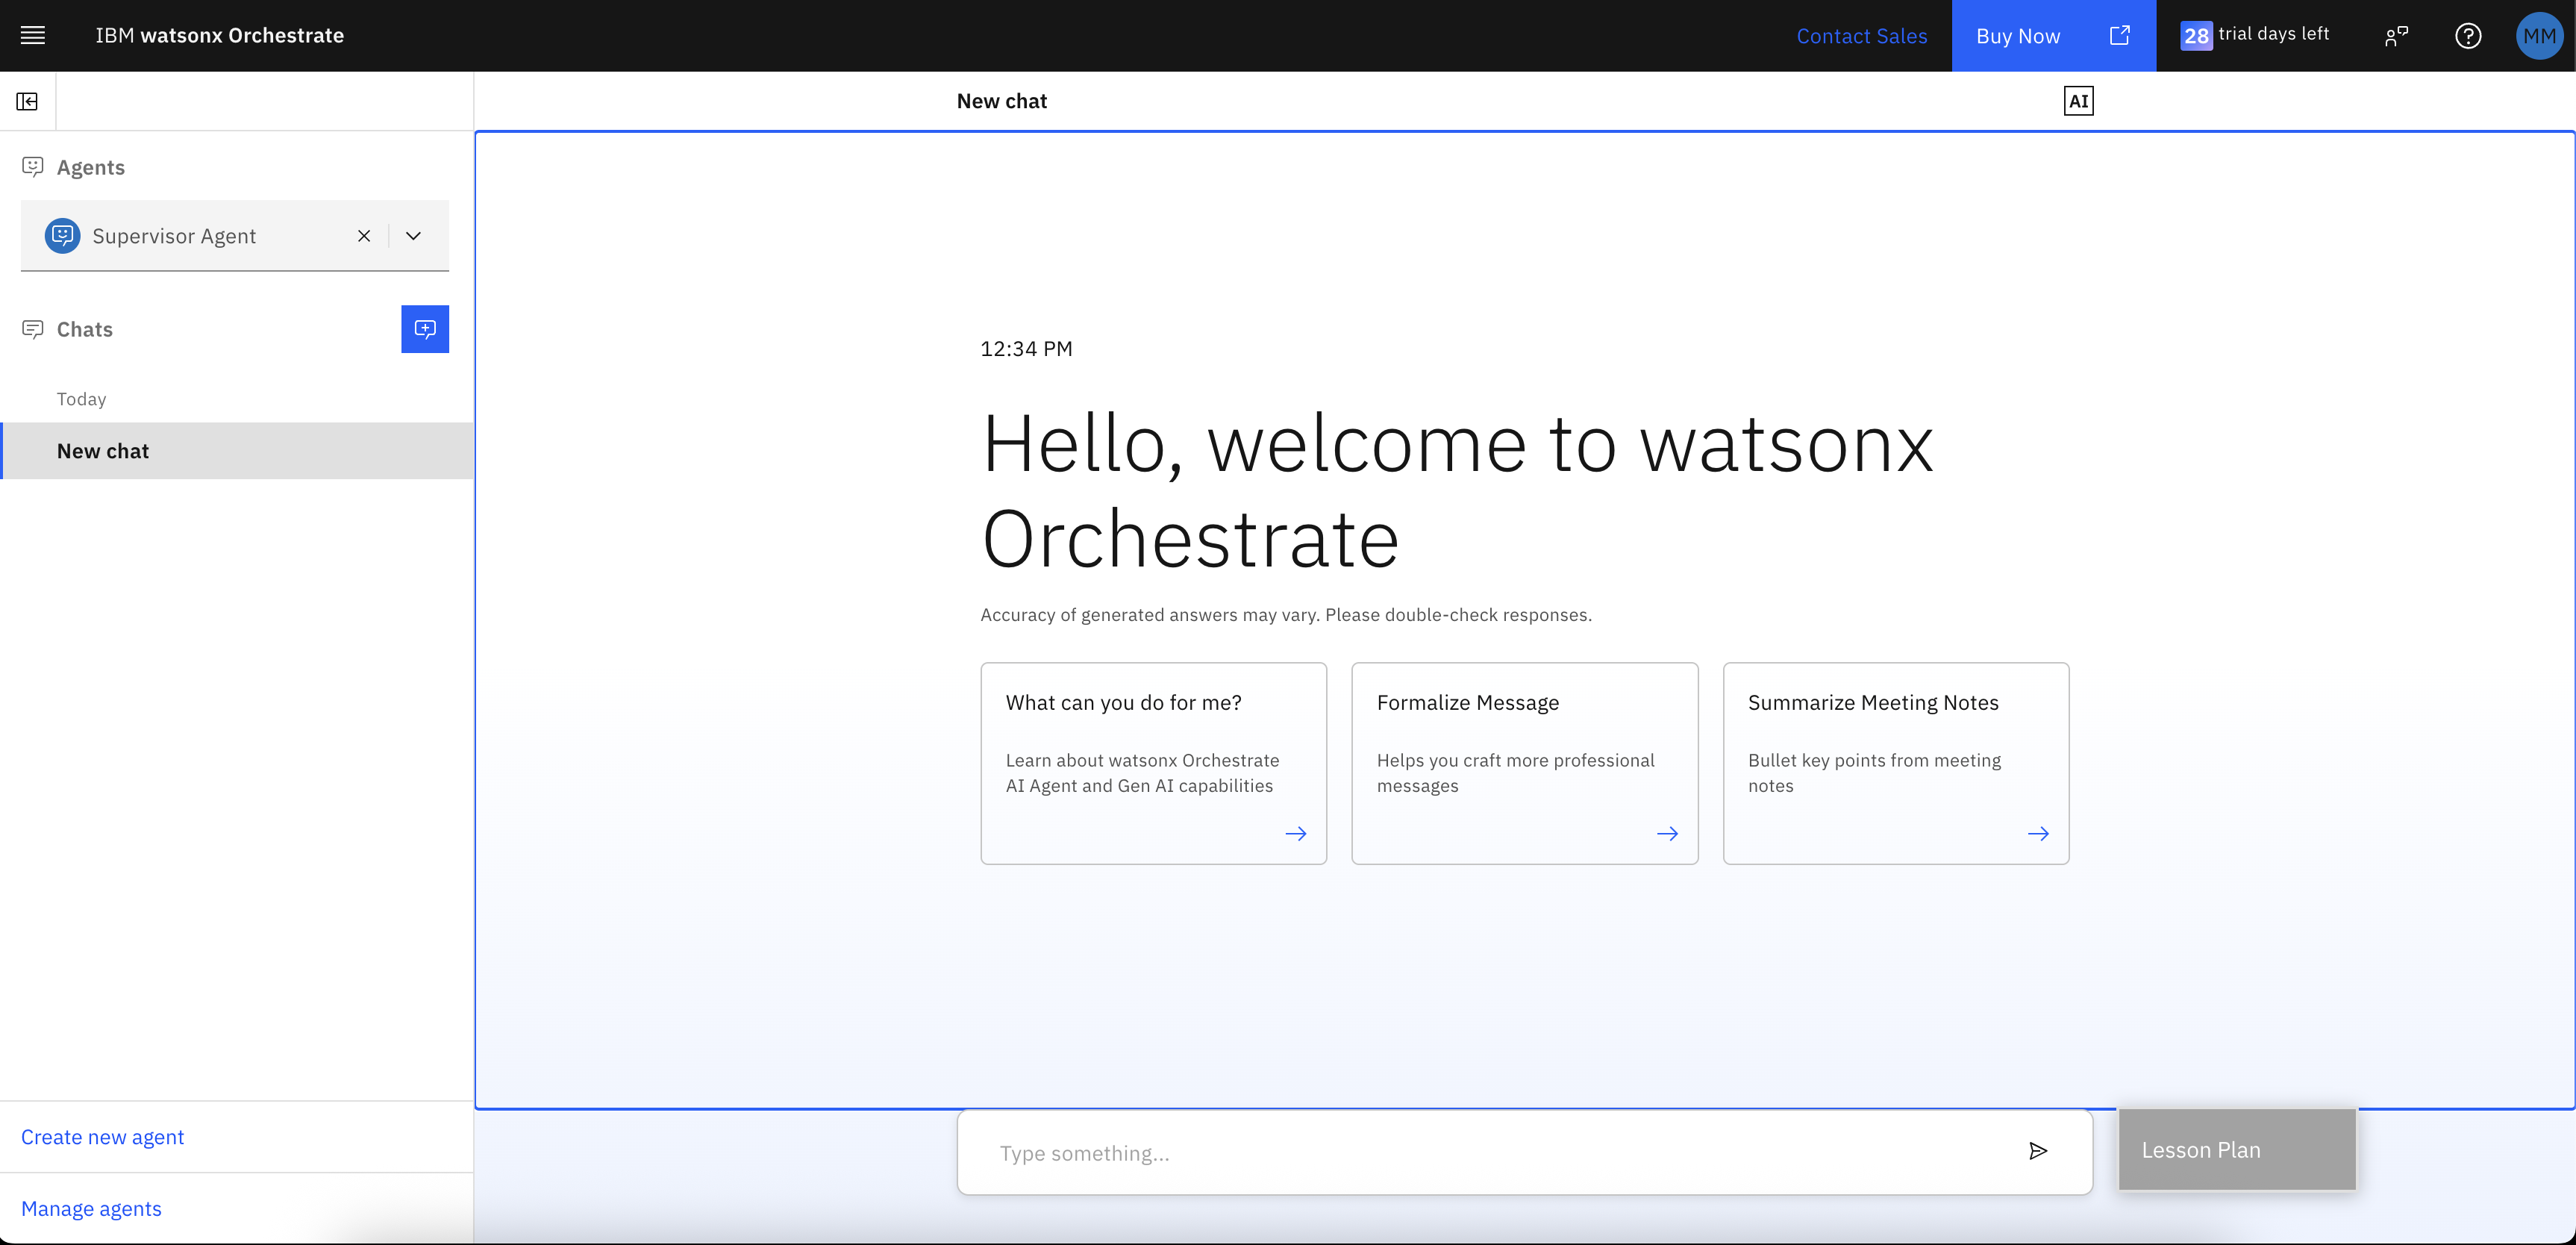 IBM watsonx Orchestrate
Contact Sales
Buy Now
28 trial days left
MM
New chat
AI
Agents
Supervisor Agent
Chats
Today
New chat
Create new agent
Manage agents
12:34 PM
Hello, welcome to watsonx
Orchestrate
Accuracy of generated answers may vary. Please double-check responses.
What can you do for me?
Learn about watsonx Orchestrate
AI Agent and Gen AI capabilities
Formalize Message
Helps you craft more professional
messages
Summarize Meeting Notes
Bullet key points from meeting
notes
Type something...
Lesson Plan